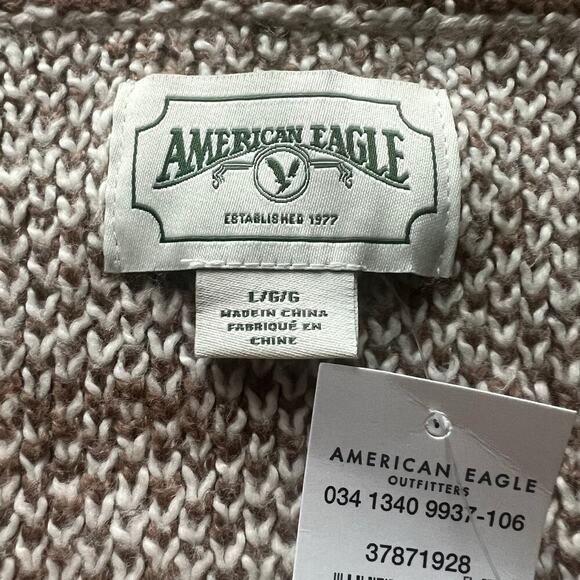 AMERICAN EAGLE
ESTABLISHED 1977
L/G/G
MADE IN CHINA
FABRIQUÉ EN
CHINE
AMERICAN EAGLE
OUTFITTERS
034 1340 9937-106
37871928